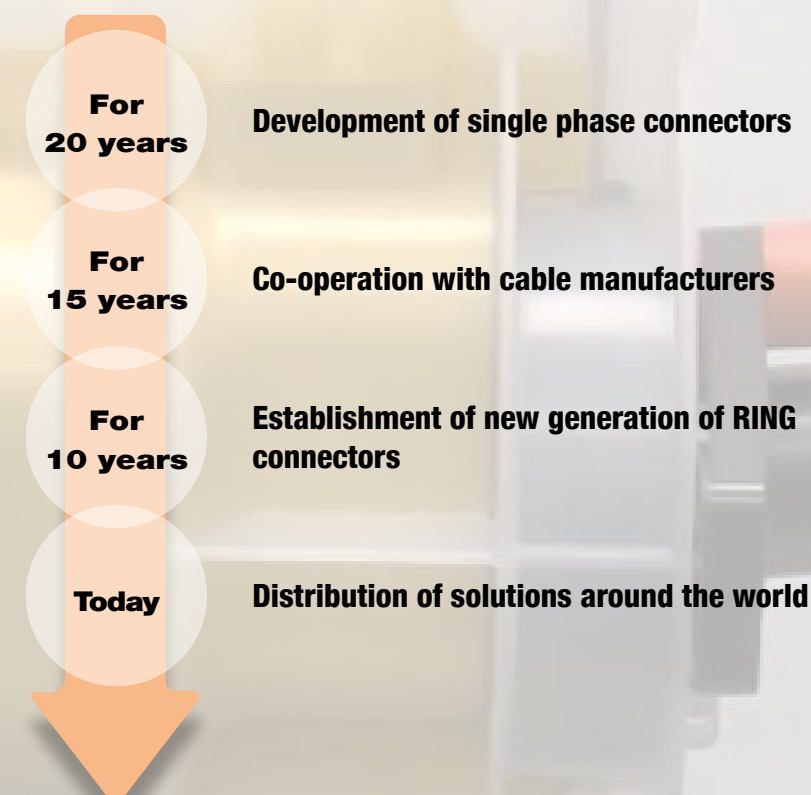 For
20 years
Development of single phase connectors
For
15 years
Co-operation with cable manufacturers
For
10 years
Establishment of new generation of RING
connectors
Today
Distribution of solutions around the world